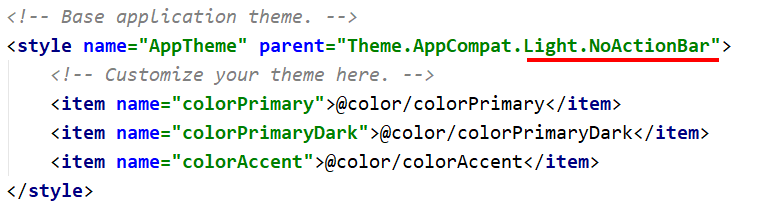 <!-- Base application theme. -->
<style name="AppTheme" parent="Theme.AppCompat.Light.NoActionBar">
<!-- Customize your theme here. -->
<item name="colorPrimary">@color/colorPrimary</item>
<item name="colorPrimaryDark">@color/colorPrimaryDark</item>
<item name="colorAccent">@color/colorAccent</item>
</style>